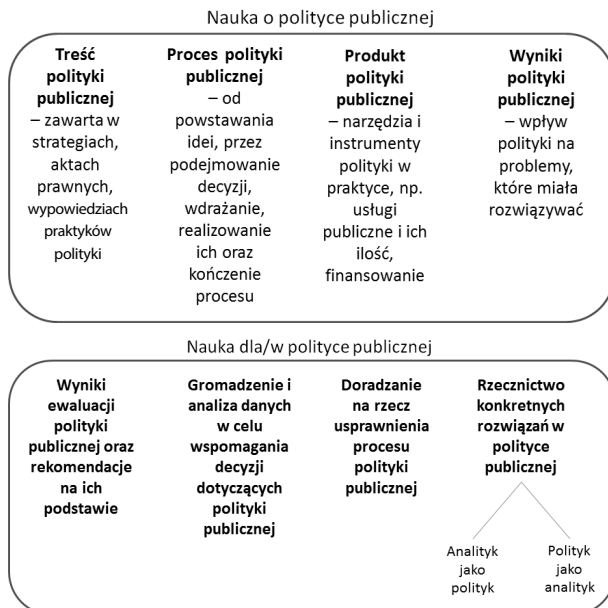 Nauka o polityce publicznej
Treść
polityki
publicznej
– zawarta w
strategiach,
aktach
prawnych,
wypowiedziach
praktyków
polityki
Proces polityki
publicznej
– od
powstawania
idei, przez
podejmowanie
decyzji,
wdrażanie,
realizowanie
ich oraz
kończenie
procesu
Produkt
polityki
publicznej
– narzędzia i
instrumenty
polityki w
praktyce, np.
usługi
publiczne i ich
ilość,
finansowanie
Wyniki
polityki
publicznej
– wpływ
polityki na
problemy,
które miała
rozwiązywać
Nauka dla/w polityce publicznej
Wyniki
ewaluacji
polityki
publicznej oraz
rekomendacje
na ich
podstawie
Gromadzenie i
analiza danych
w celu
wspomagania
decyzji
dotyczących
polityki
publicznej
Doradzanie
na rzecz
usprawnienia
procesu
polityki
publicznej
Rzecznictwo
konkretnych
rozwiązań w
polityce
publicznej
Analityk
jako
polityk
Polityk
jako
analityk